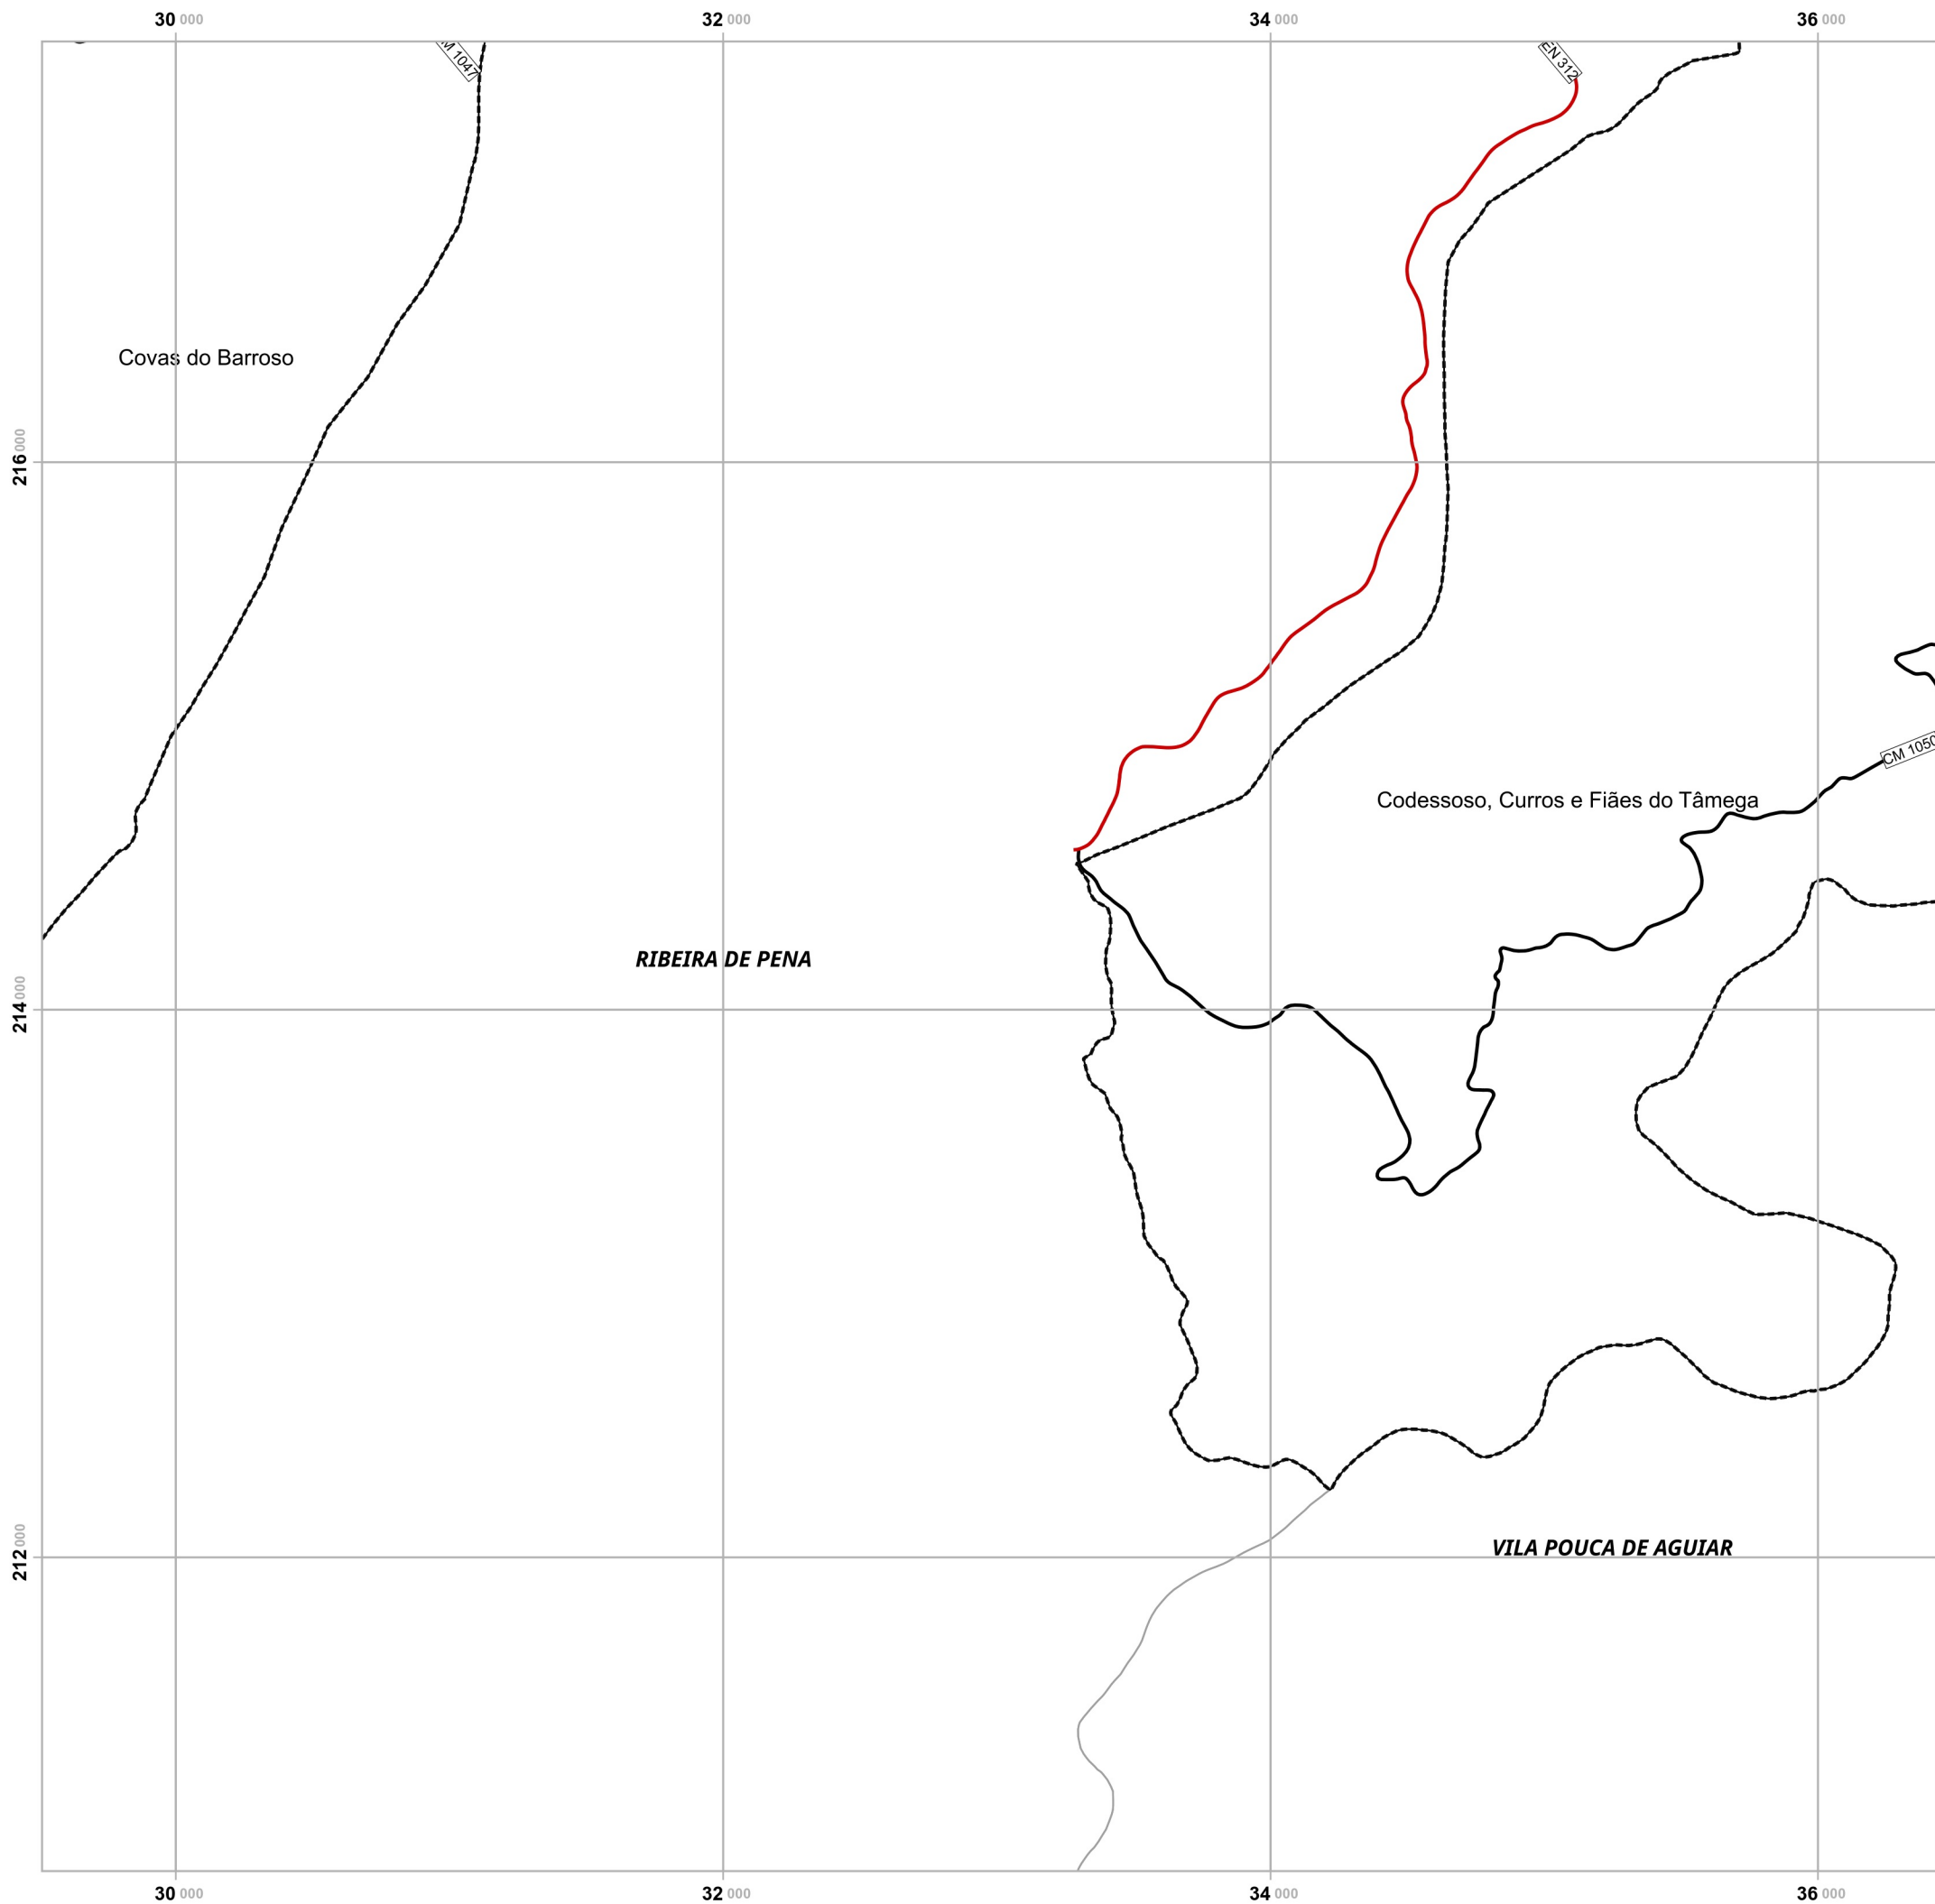 30 000
32 000
34 000
36 000
M 1047
EN 312
Covas do Barroso
216 000
CM 1050
Codessoso, Curros e Fiães do Tâmega
RIBEIRA DE PENA
214 000
VILA POUCA DE AGUIAR
212 000
30 000
32 000
34 000
36 000